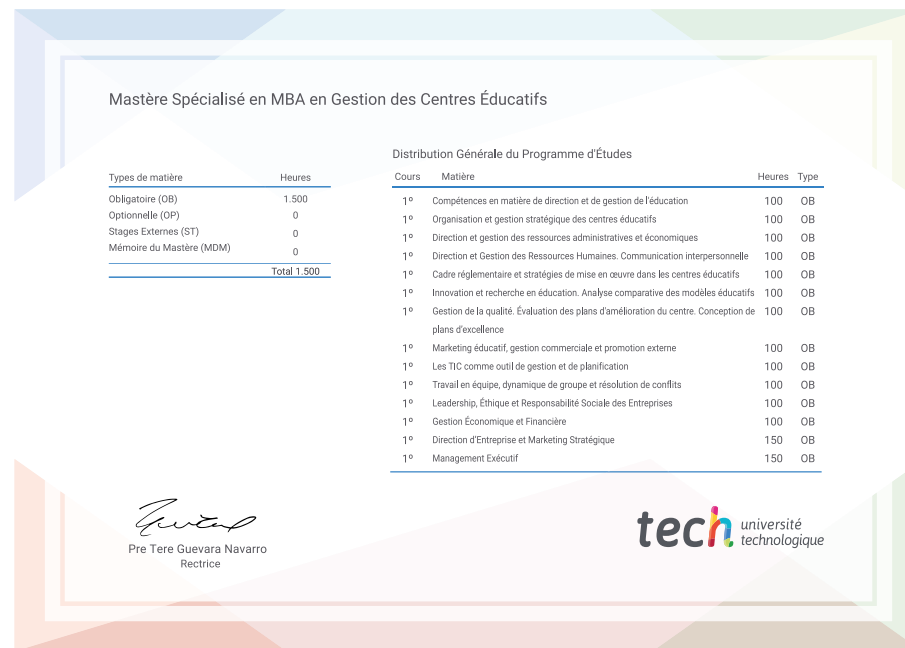 Mastère Spécialisé en MBA en Gestion des Centres Éducatifs
Types de matière Heures
Obligatoire (OB) 1.500
Optionnelle (OP) 0
Stages Externes (ST) 0
Mémoire du Mastère (MDM) 0
Total 1.500
Distribution Générale du Programme d'Études
Cours Matière Heures Type
1º Compétences en matière de direction et de gestion de l'éducation 100 OB
1º Organisation et gestion stratégique des centres éducatifs 100 OB
1º Direction et gestion des ressources administratives et économiques 100 OB
1º Direction et Gestion des Ressources Humaines. Communication interpersonnelle 100 OB
1º Cadre réglementaire et stratégies de mise en œuvre dans les centres éducatifs 100 OB
1º Innovation et recherche en éducation. Analyse comparative des modèles éducatifs 100 OB
1º Gestion de la qualité. Évaluation des plans d'amélioration du centre. Conception de 100 OB
plans d'excellence
1º Marketing éducatif, gestion commerciale et promotion externe 100 OB
1º Les TIC comme outil de gestion et de planification 100 OB
1º Travail en équipe, dynamique de groupe et résolution de conflits 100 OB
1º Leadership, Éthique et Responsabilité Sociale des Entreprises 100 OB
1º Gestion Économique et Financière 100 OB
1º Direction d'Entreprise et Marketing Stratégique 150 OB
1º Management Exécutif 150 OB
Pre Tere Guevara Navarro
Rectrice
tech université
technologique